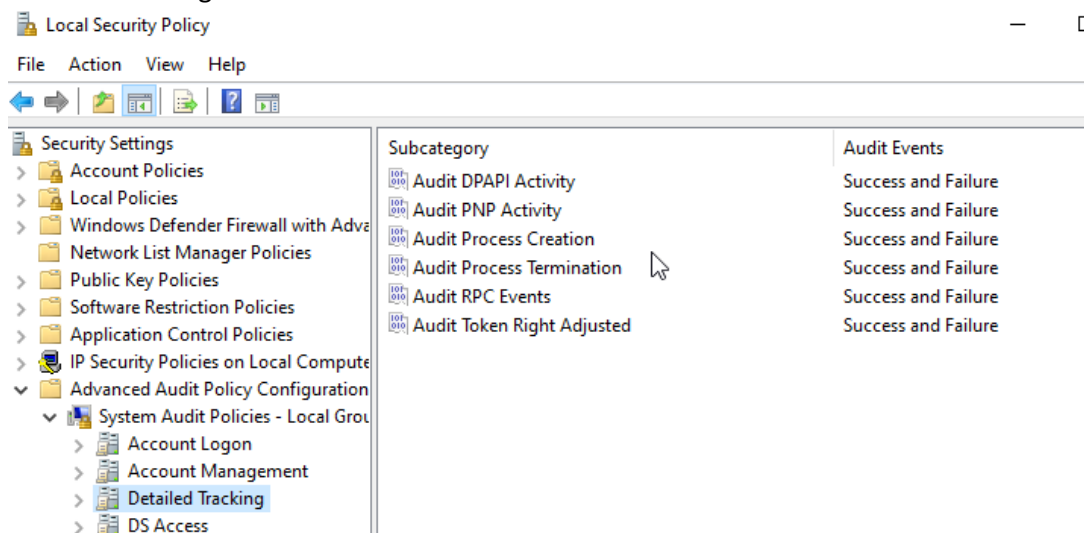 Local Security Policy
File Action View Help
Security Settings
Account Policies
Local Policies
Windows Defender Firewall with Adva
Network List Manager Policies
Public Key Policies
Software Restriction Policies
Application Control Policies
IP Security Policies on Local Compute
Advanced Audit Policy Configuration
System Audit Policies - Local Grou
Account Logon
Account Management
Detailed Tracking
DS Access
Subcategory Audit Events
Audit DPAPI Activity Success and Failure
Audit PNP Activity Success and Failure
Audit Process Creation Success and Failure
Audit Process Termination Success and Failure
Audit RPC Events Success and Failure
Audit Token Right Adjusted Success and Failure